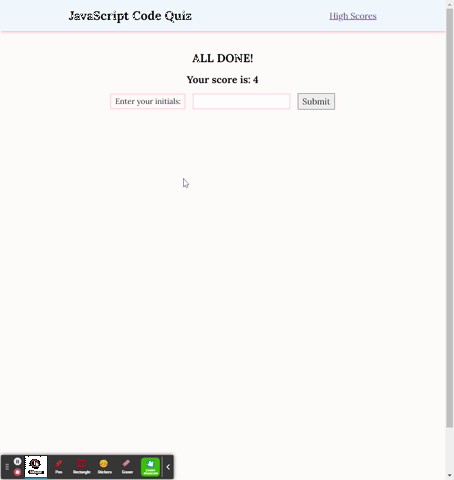 JavaScript Code Quiz
High Scores
ALL DONE!
Your score is: 4
Enter your initials:
Submit
Pen
Rectangle
Stickers
Eraser